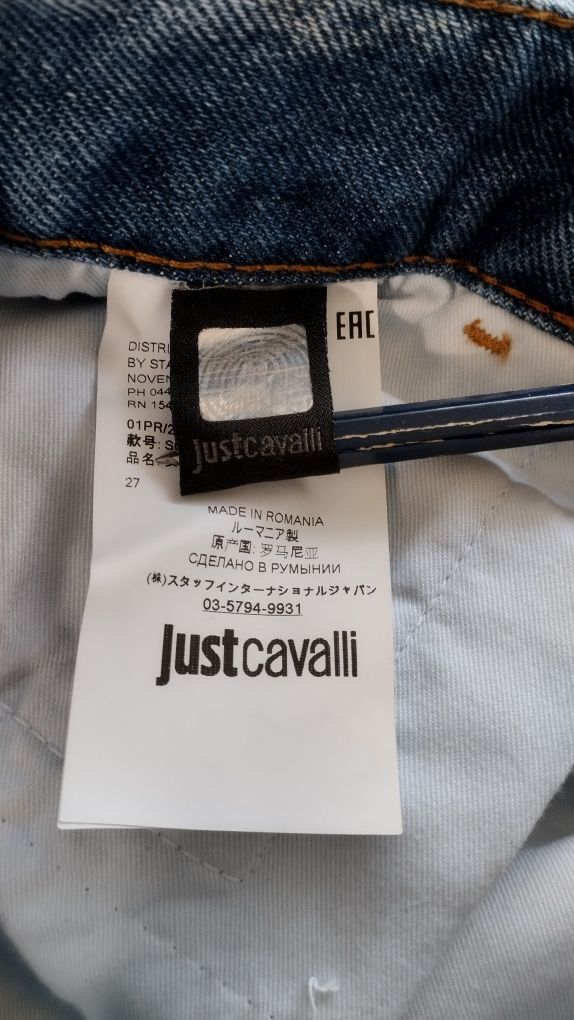 EAC
DISTRI
BY STA
NOVEN
PH 044
RN 154
01PR/2
款号: S
品名:
27
justcavalli
MADE IN ROMANIA
ルーマニア製
原产国: 罗马尼亚
СДЕЛАНО В РУМЫНИИ
(株)スタッフインターナショナルジャパン
03-5794-9931
justcavalli